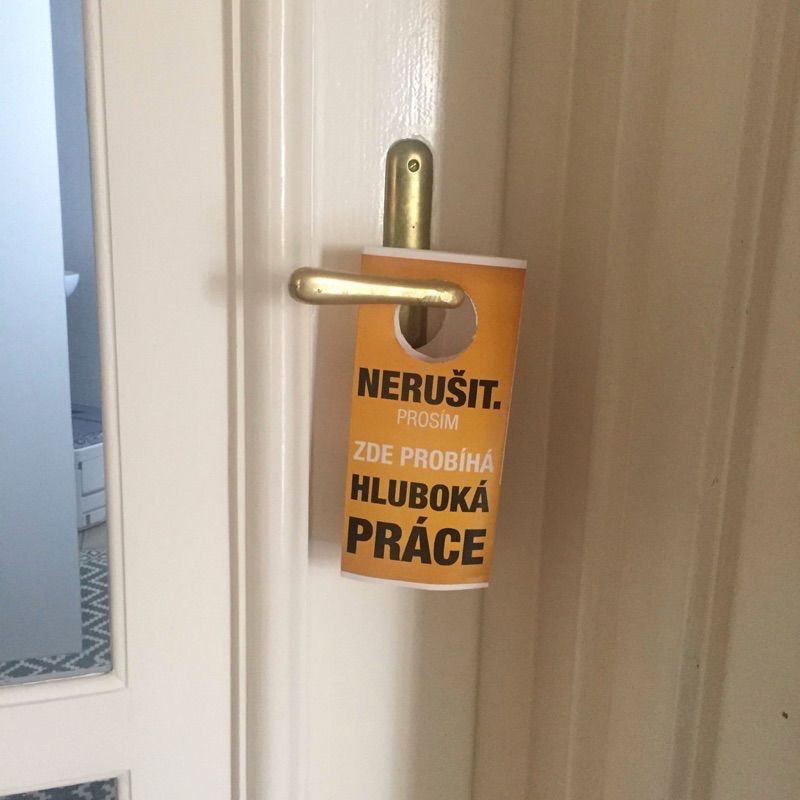 NERUŠIT.
PROSÍM
ZDE PROBÍHÁ
HLUBOKÁ
PRÁCE